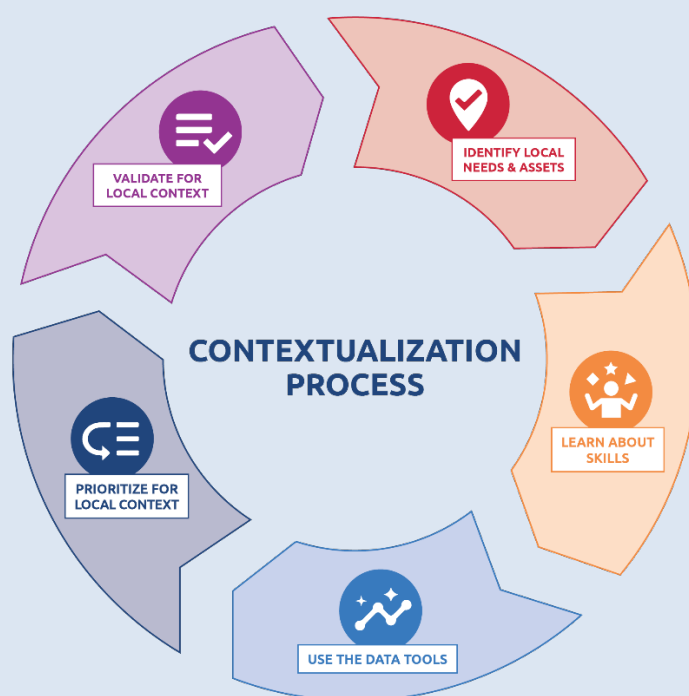 CONTEXTUALIZATION
PROCESS
IDENTIFY LOCAL
NEEDS & ASSETS
LEARN ABOUT
SKILLS
USE THE DATA TOOLS
PRIORITIZE FOR
LOCAL CONTEXT
VALIDATE FOR
LOCAL CONTEXT